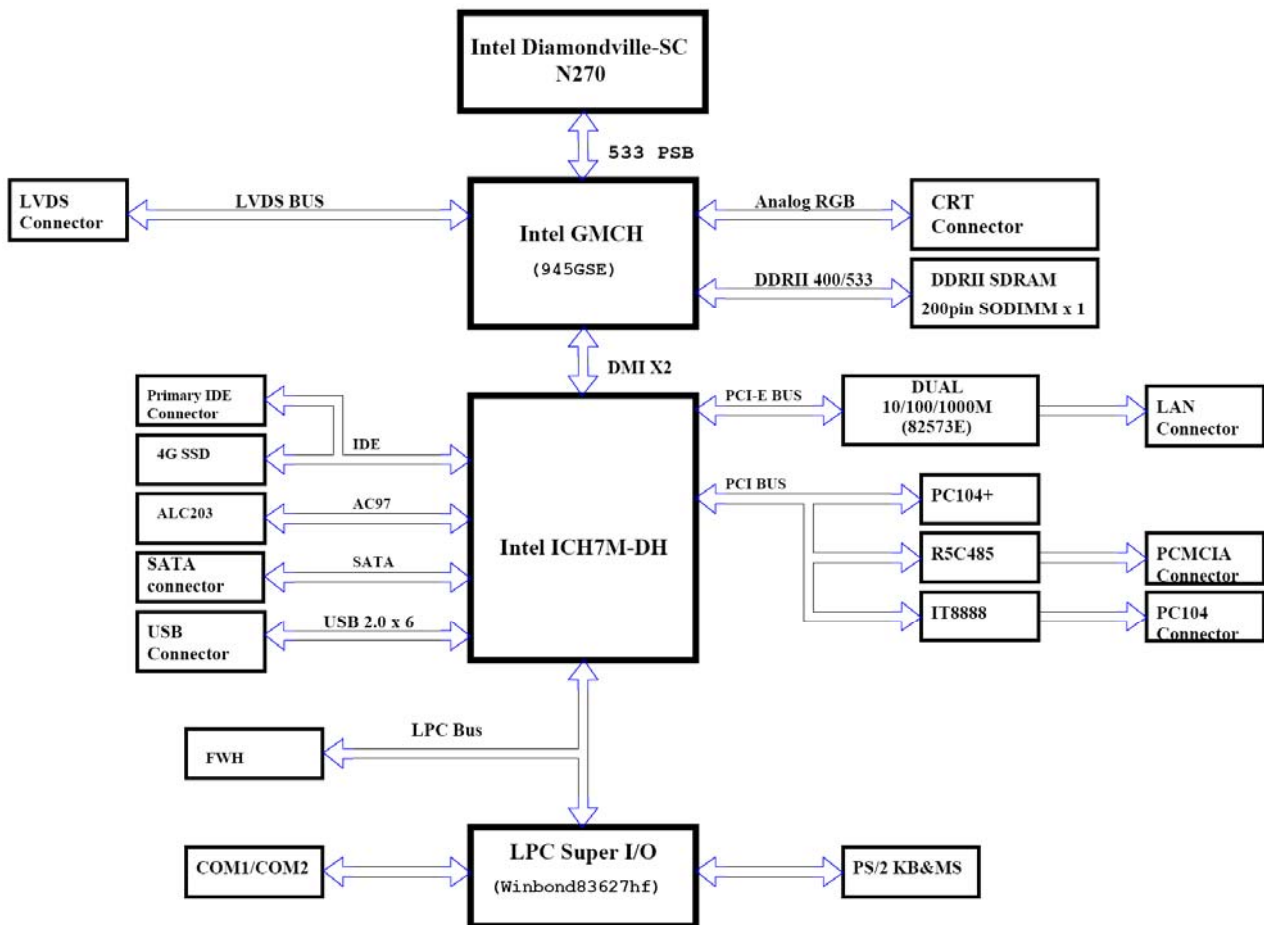 Intel Diamondville-SC
N270
533 PSB
LVDS
Connector
LVDS BUS
Intel GMCH
(945GSE)
Analog RGB
CRT
Connector
DDRII 400/533
DDRII SDRAM
200pin SODIMM x 1
DMI X2
Primary IDE
Connector
4G SSD
IDE
ALC203
AC97
SATA
connector
SATA
USB
Connector
USB 2.0 x 6
Intel ICH7M-DH
PCI-E BUS
DUAL
10/100/1000M
(82573E)
LAN
Connector
PCI BUS
PC104+
R5C485
PCMCIA
Connector
IT8888
PC104
Connector
LPC Bus
FWH
COM1/COM2
LPC Super I/O
(Winbond83627hf)
PS/2 KB&MS